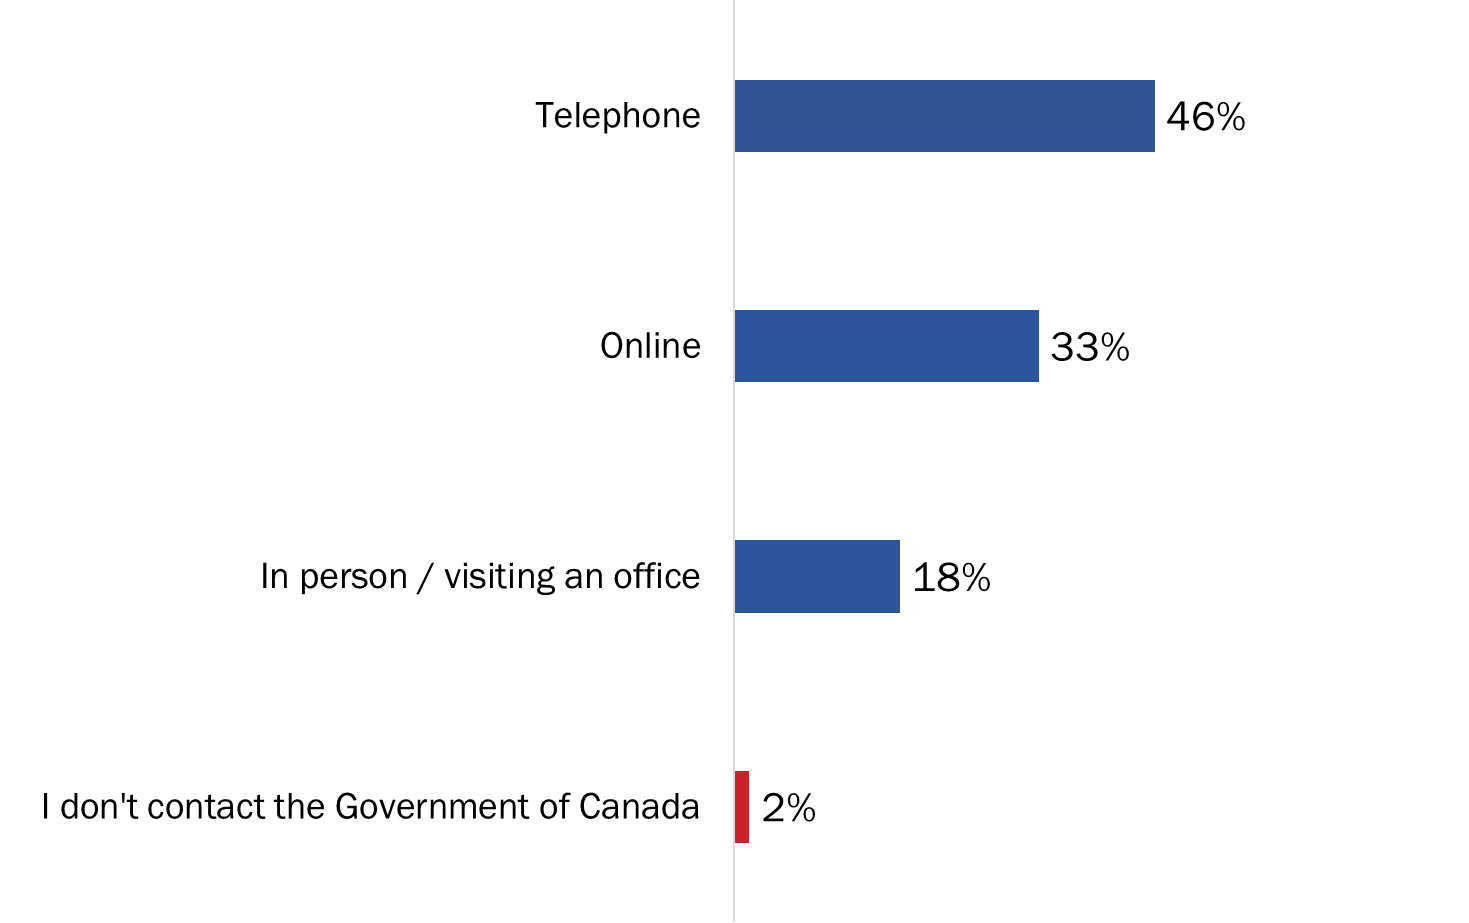 Telephone 46%
Online 33%
In person / visiting an office 18%
I don't contact the Government of Canada 2%